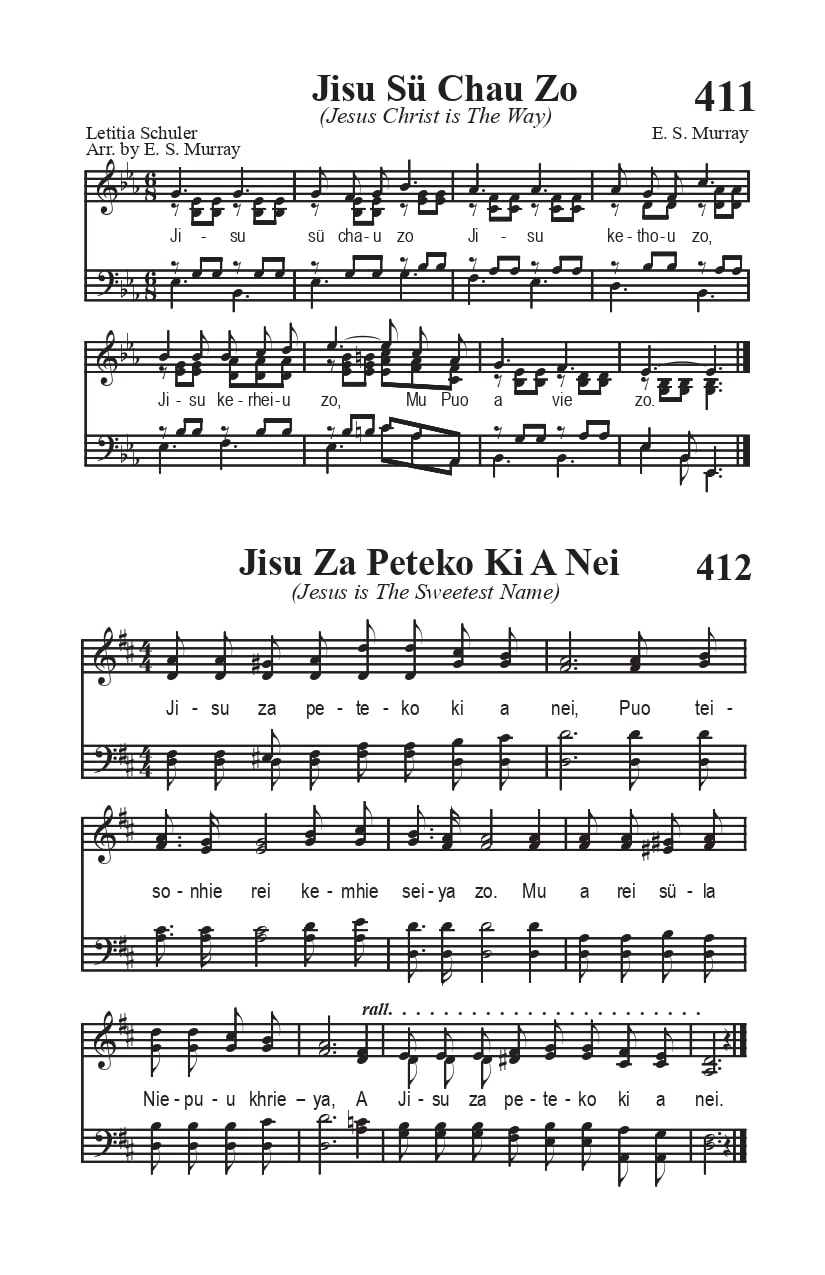 Jisu Sü Chau Zo 411
(Jesus Christ is The Way)
Letitia Schuler E. S. Murray
Arr. by E. S. Murray
Ji - su sü cha-u zo Ji - su ke-tho-u zo,
Ji-su ke-rhei-u zo, Mu Puo a vie zo.
Jisu Za Peteko Ki A Nei 412
(Jesus is The Sweetest Name)
Ji - su za pe - te - ko ki a nei, Puo tei -
so - nhie rei ke - mhie sei - ya zo. Mu a rei sü - la
rall. . . . . . . . . . . . . . . . . . . . . . .
Nie - pu - u khrie - ya, A Ji - su za pe - te - ko ki a nei.